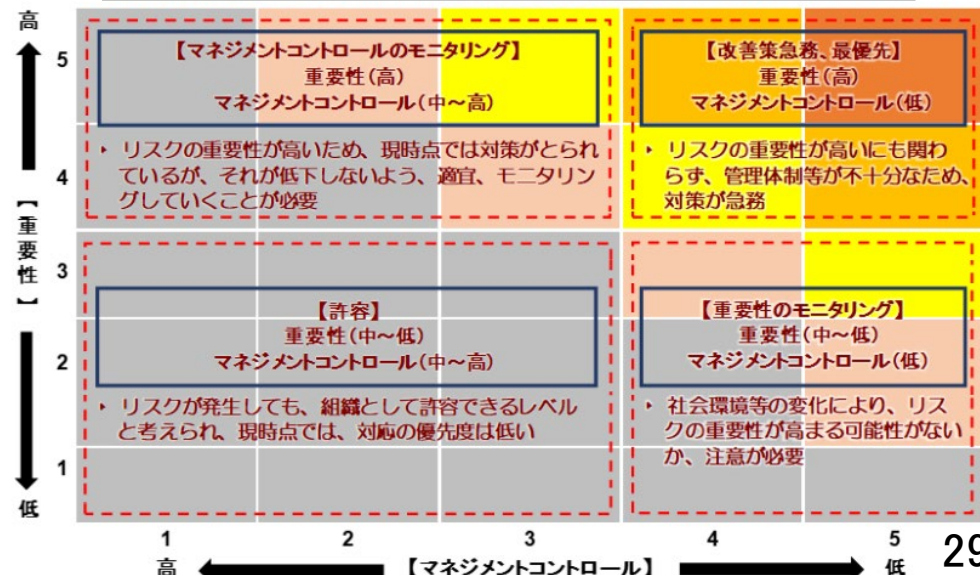 高
5
4
【重要性】
3
2
1
低
【マネジメントコントロールのモニタリング】
重要性(高)
マネジメントコントロール(中～高)
‣ リスクの重要性が高いため、現時点では対策がとられ
ているが、それが低下しないよう、適宜、モニタリン
グしていくことが必要
【改善策急務、最優先】
重要性(高)
マネジメントコントロール(低)
‣ リスクの重要性が高いにも関わ
らず、管理体制等が不十分なため、
対策が急務
【許容】
重要性(中～低)
マネジメントコントロール(中～高)
‣ リスクが発生しても、組織として許容できるレベル
と考えられ、現時点では、対応の優先度は低い
【重要性のモニタリング】
重要性(中～低)
マネジメントコントロール(低)
‣ 社会環境等の変化により、リス
クの重要性が高まる可能性がない
か、注意が必要
1 2 3 4 5
高 【マネジメントコントロール】 低
29